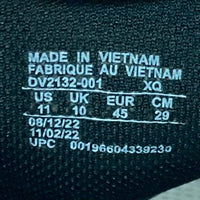 MADE IN VIETNAM
FABRIQUÉ AU VIETNAM
DV2132-001 XQ
US UK EUR CM
11 10 45 29
08/12/22
11/02/22
UPC 00196604339230